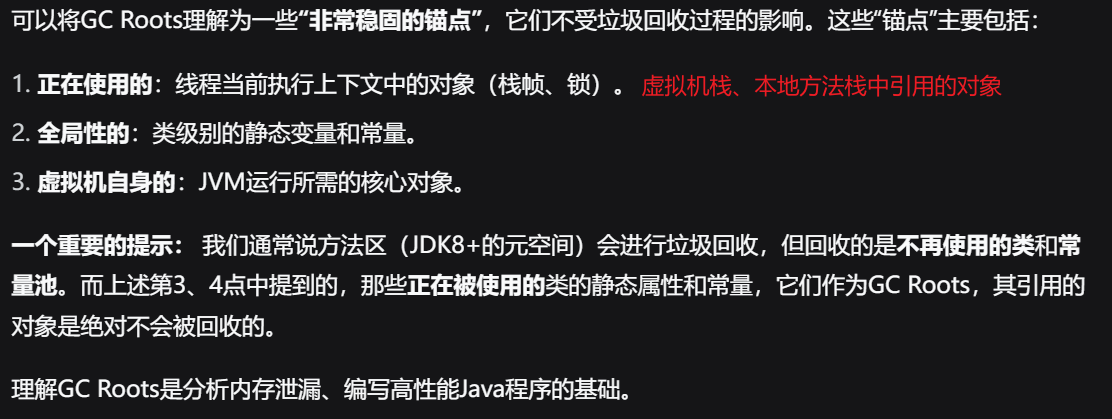 可以将GC Roots理解为一些“非常稳固的锚点”，它们不受垃圾回收过程的影响。这些“锚点”主要包括：
1. 正在使用的：线程当前执行上下文中的对象（栈帧、锁）。 虚拟机栈、本地方法栈中引用的对象
2. 全局性的：类级别的静态变量和常量。
3. 虚拟机自身的：JVM运行所需的核心对象。
一个重要的提示： 我们通常说方法区（JDK8+的元空间）会进行垃圾回收，但回收的是不再使用的类和常
量池。而上述第3、4点中提到的，那些正在被使用的类的静态属性和常量，它们作为GC Roots，其引用的
对象是绝对不会被回收的。
理解GC Roots是分析内存泄漏、编写高性能Java程序的基础。